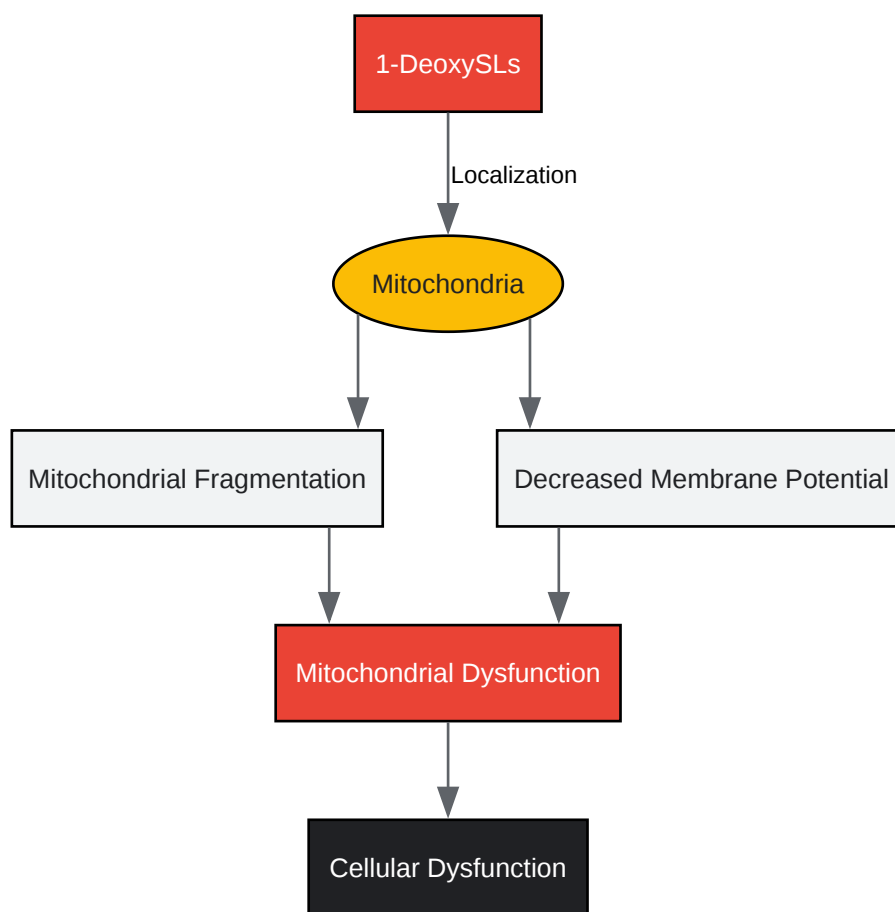 1-DeoxySLs
Localization
Mitochondria
Mitochondrial Fragmentation
Decreased Membrane Potential
Mitochondrial Dysfunction
Cellular Dysfunction